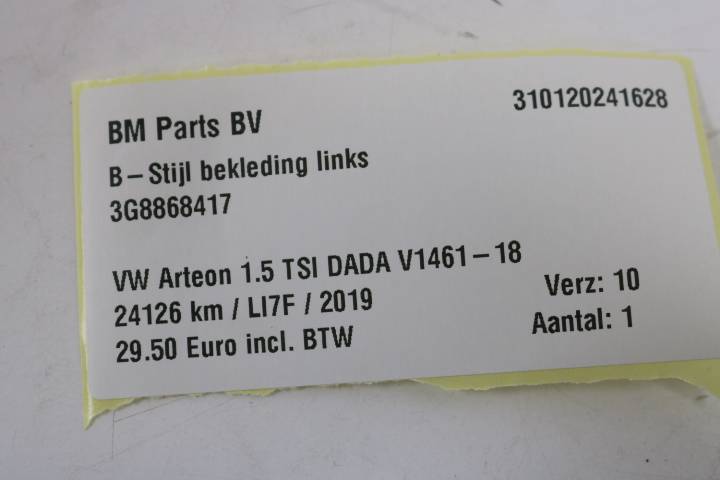 310120241628
BM Parts BV
B-Stijl bekleding links
3G8868417
VW Arteon 1.5 TSI DADA V1461-18
24126 km / LI7F / 2019
Verz: 10
29.50 Euro incl. BTW
Aantal: 1